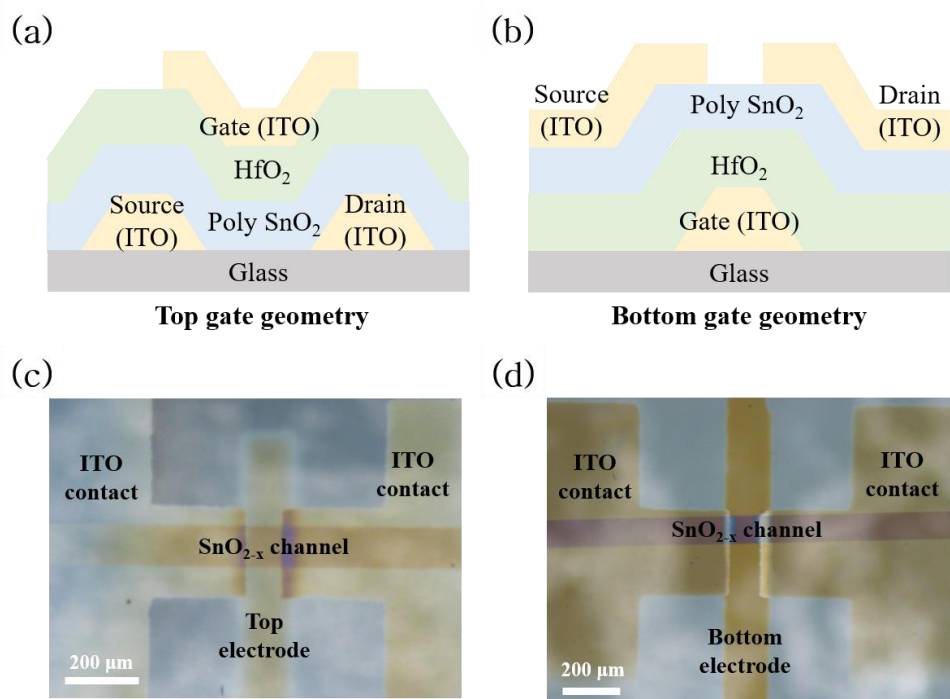 (a)
Gate (ITO)
HfO₂
Source
(ITO)
Poly SnO₂
Drain
(ITO)
Glass
Top gate geometry
(b)
Source
(ITO)
Poly SnO₂
Drain
(ITO)
HfO₂
Gate (ITO)
Glass
Bottom gate geometry
(c)
ITO
contact
ITO
contact
SnO₂₋ₓ channel
Top
electrode
200 μm
(d)
ITO
contact
ITO
contact
SnO₂₋ₓ channel
Bottom
electrode
200 μm